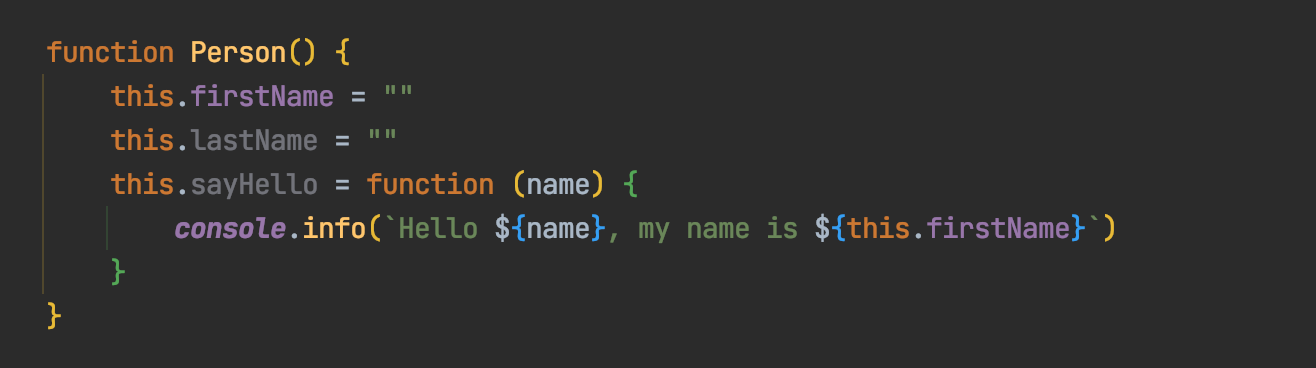 function Person() {
    this.firstName = ""
    this.lastName = ""
    this.sayHello = function (name) {
        console.info(`Hello ${name}, my name is ${this.firstName}`)
    }
}